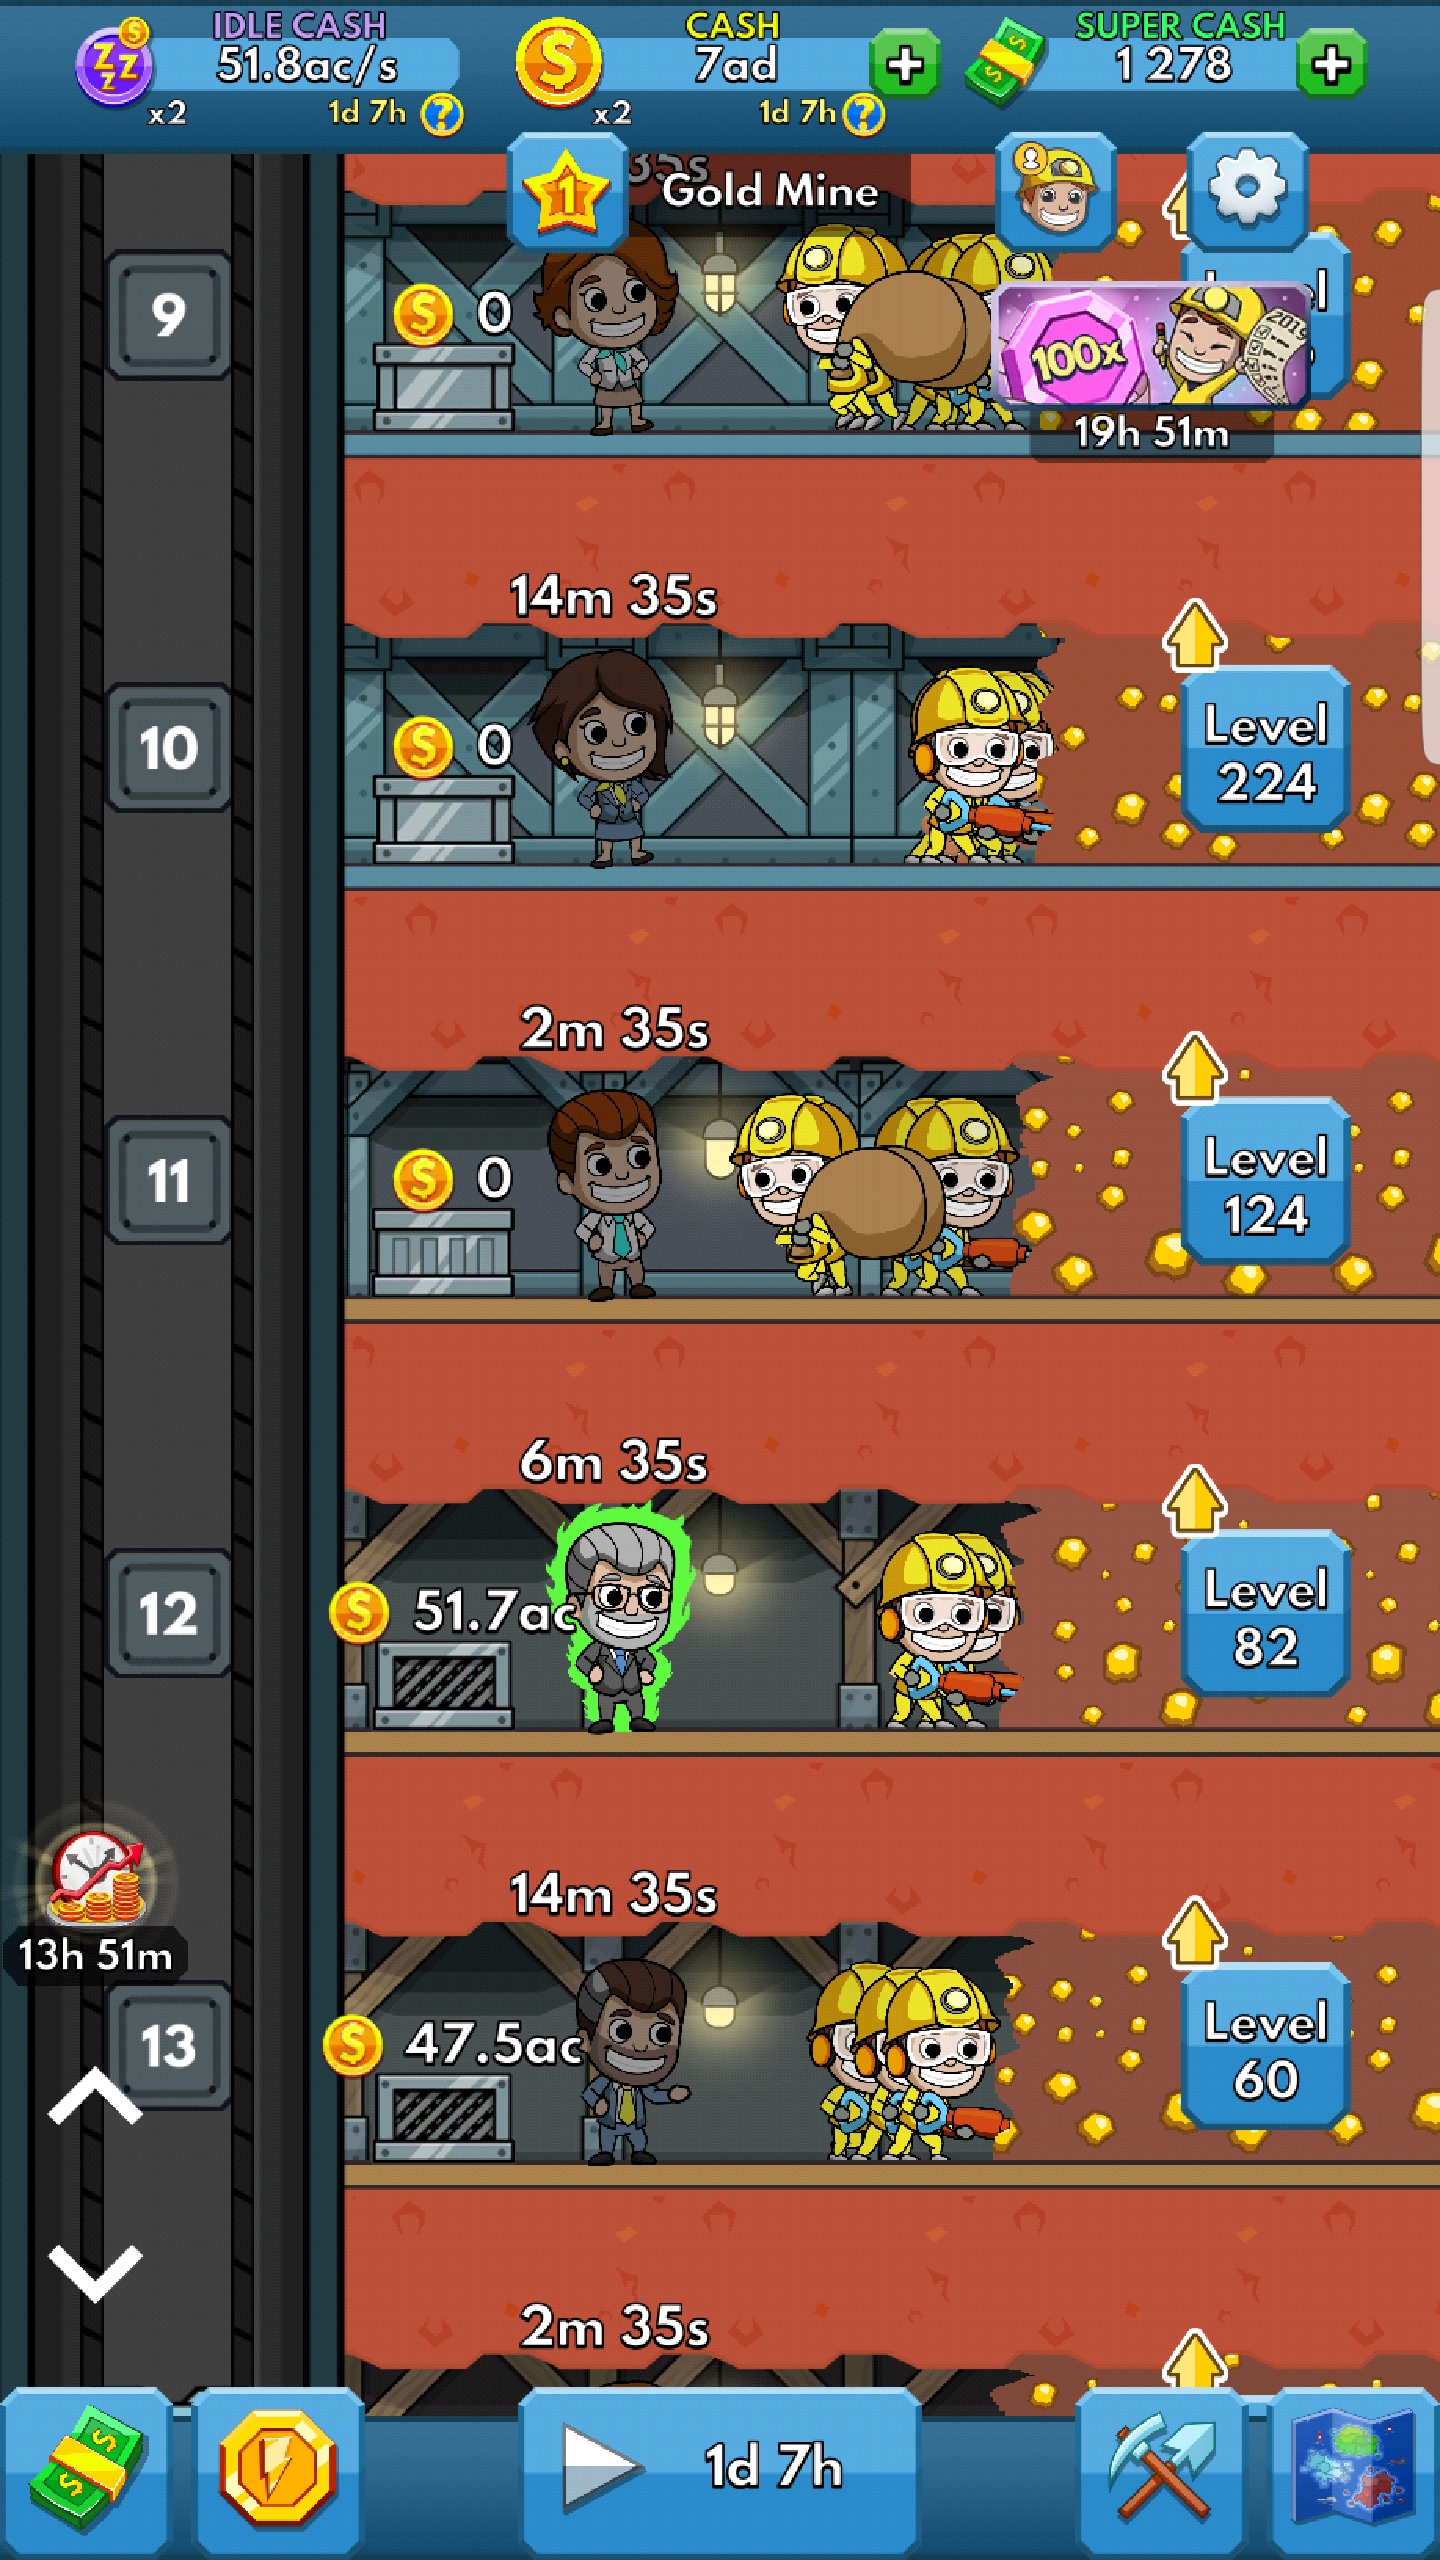 IDLE CASH
51.8ac/s
x2
1d 7h ?
CASH
7ad
x2
1d 7h ?
SUPER CASH
1 278
1
35s
Gold Mine
9
0
100x
19h 51m
14m 35s
10
0
Level
224
2m 35s
11
0
Level
124
6m 35s
12
51.7ac
Level
82
14m 35s
13h 51m
13
47.5ac
Level
60
2m 35s
1d 7h